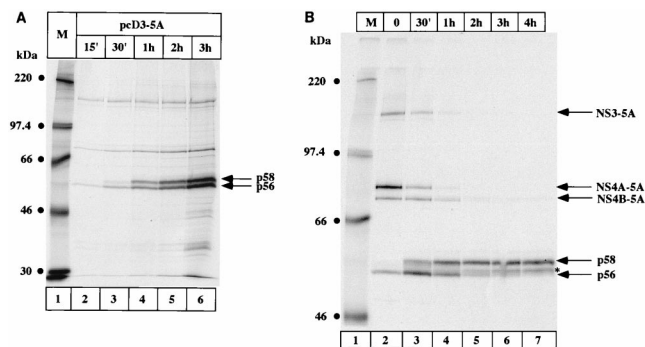 A
pcD3-5A
M
15' 30' 1h 2h 3h
kDa
220
97.4
66
46
30
p58
p56
1 2 3 4 5 6
B
M 0 30' 1h 2h 3h 4h
kDa
220
97.4
66
46
NS3-5A
NS4A-5A
NS4B-5A
p58
*
p56
1 2 3 4 5 6 7